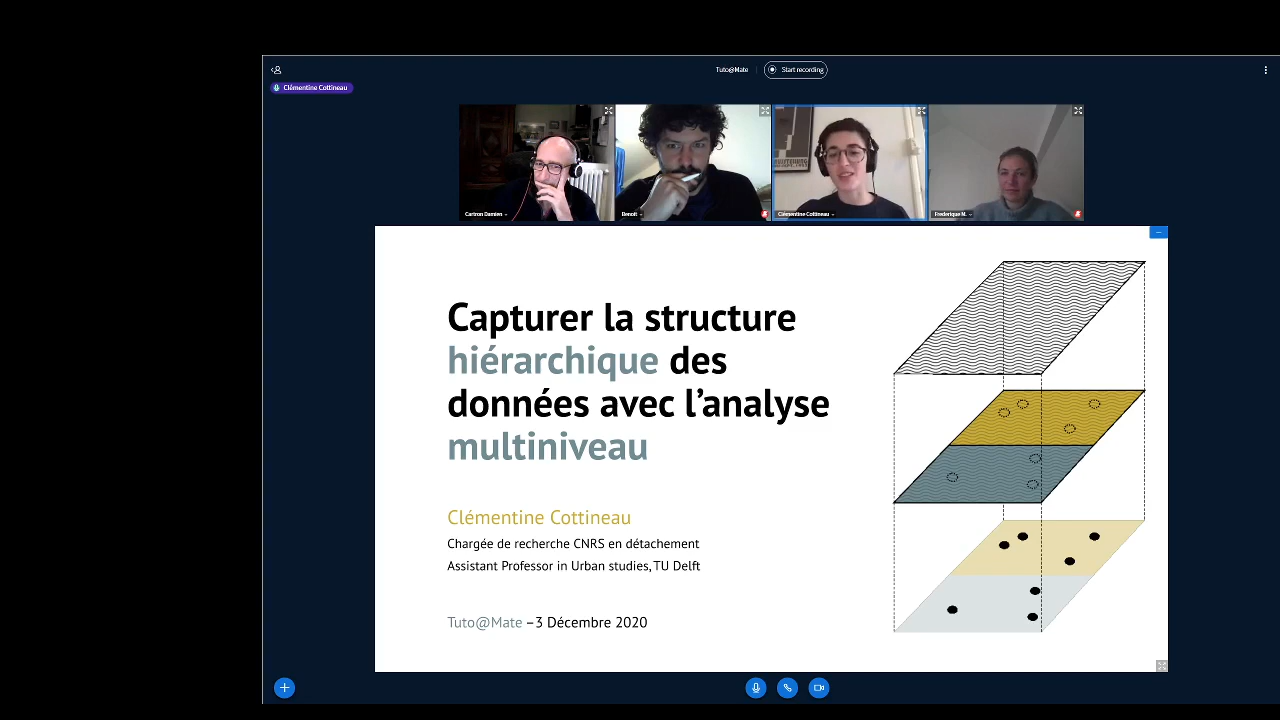 Tuto@Mate
Start recording
Clémentine Cottineau
Carlron Damien
Benoit
Clémentine Cottineau
Frederique M.
Capturer la structure
hiérarchique des
données avec l'analyse
multiniveau
Clémentine Cottineau
Chargée de recherche CNRS en détachement
Assistant Professor in Urban studies, TU Delft
Tuto@Mate –3 Décembre 2020